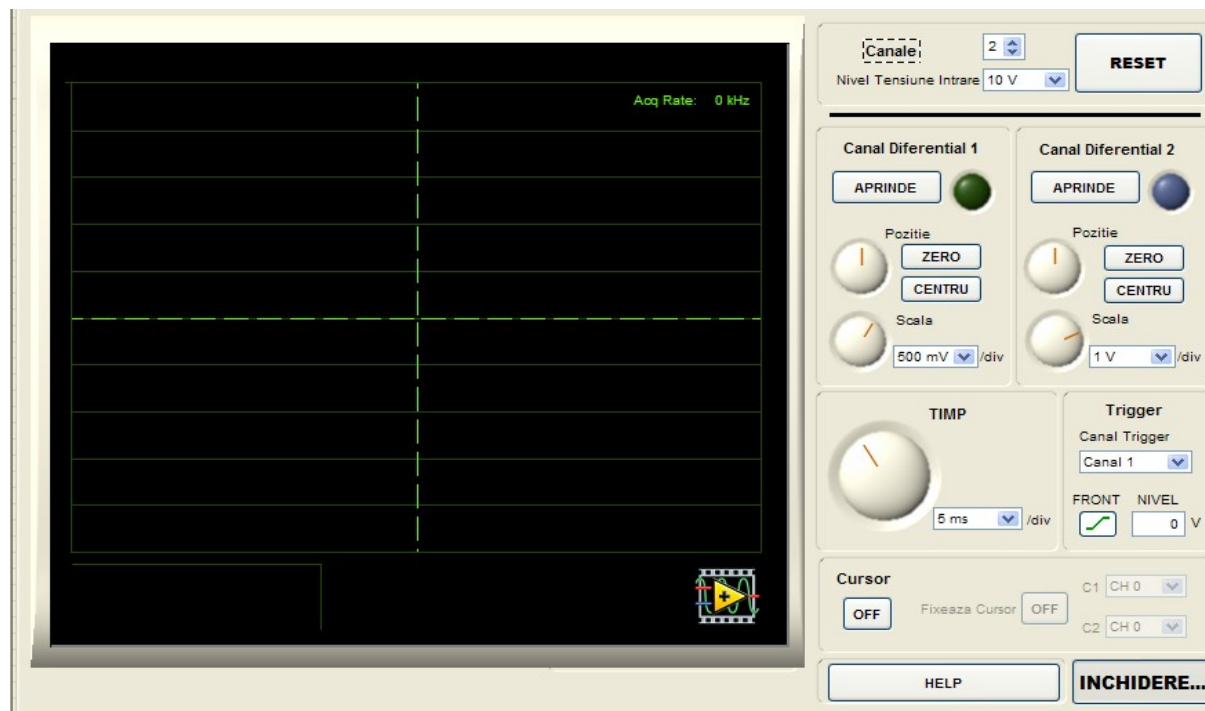 Acq Rate: 0 kHz
Canale 2
Nivel Tensiune Intrare 10 V
RESET
Canal Diferential 1
APRINDE
Pozitie
ZERO
CENTRU
Scala
500 mV /div
Canal Diferential 2
APRINDE
Pozitie
ZERO
CENTRU
Scala
1 V /div
TIMP
5 ms /div
Trigger
Canal Trigger
Canal 1
FRONT NIVEL
0 V
Cursor
OFF
Fixeaza Cursor OFF
C1 CH 0
C2 CH 0
HELP
INCHIDERE...